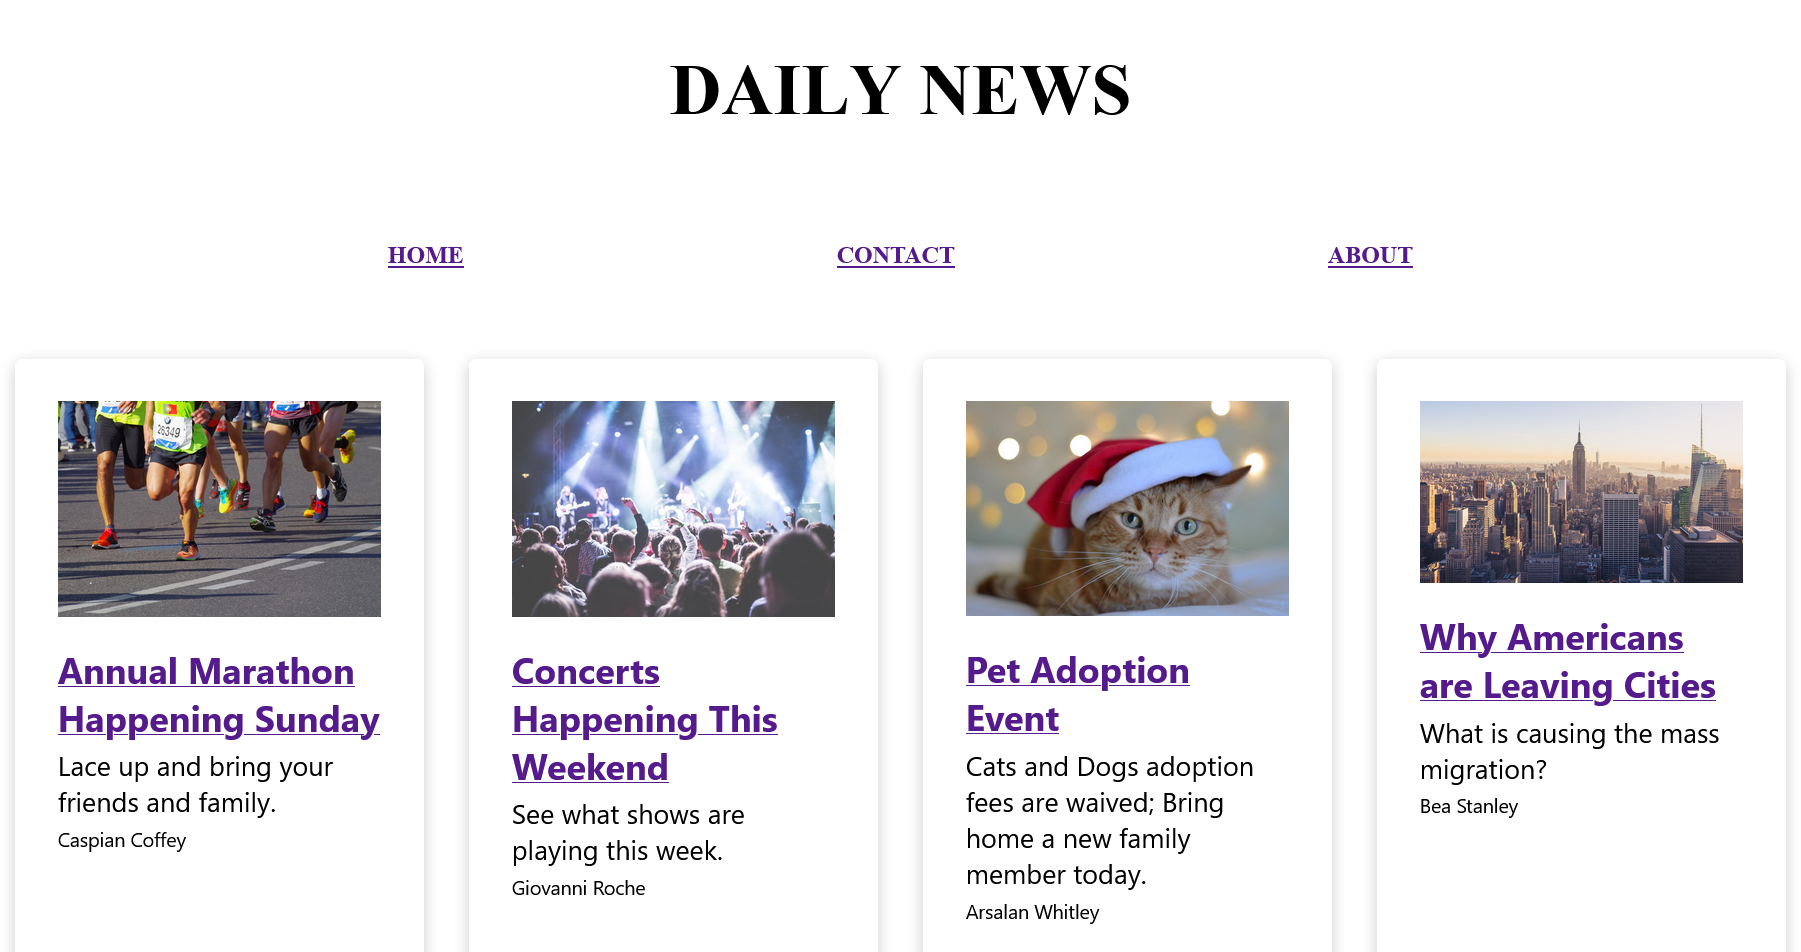 DAILY NEWS
HOME
CONTACT
ABOUT
26349
Annual Marathon
Happening Sunday
Lace up and bring your
friends and family.
Caspian Coffey
Concerts
Happening This
Weekend
See what shows are
playing this week.
Giovanni Roche
Pet Adoption
Event
Cats and Dogs adoption
fees are waived; Bring
home a new family
member today.
Arsalan Whitley
Why Americans
are Leaving Cities
What is causing the mass
migration?
Bea Stanley